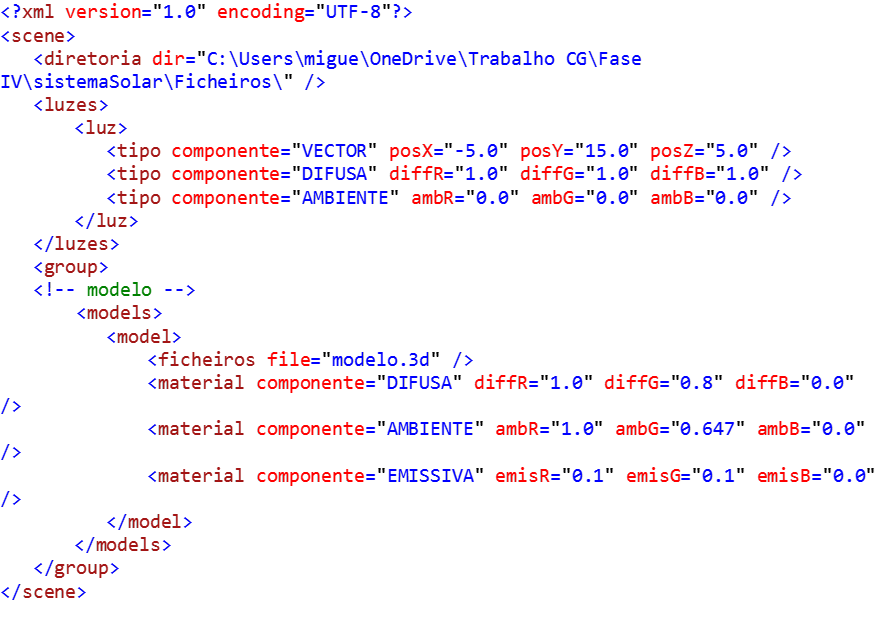 <?xml version="1.0" encoding="UTF-8"?>
<scene>
<diretoria dir="C:\Users\migue\OneDrive\Trabalho CG\Fase
IV\sistemaSolar\Ficheiros\" />
<luzes>
<luz>
<tipo componente="VECTOR" posX="-5.0" posY="15.0" posZ="5.0" />
<tipo componente="DIFUSA" diffR="1.0" diffG="1.0" diffB="1.0" />
<tipo componente="AMBIENTE" ambR="0.0" ambG="0.0" ambB="0.0" />
</luz>
</luzes>
<group>
<!-- modelo -->
<models>
<model>
<ficheiros file="modelo.3d" />
<material componente="DIFUSA" diffR="1.0" diffG="0.8" diffB="0.0"
/>
<material componente="AMBIENTE" ambR="1.0" ambG="0.647" ambB="0.0"
/>
<material componente="EMISSIVA" emisR="0.1" emisG="0.1" emisB="0.0"
/>
</model>
</models>
</group>
</scene>